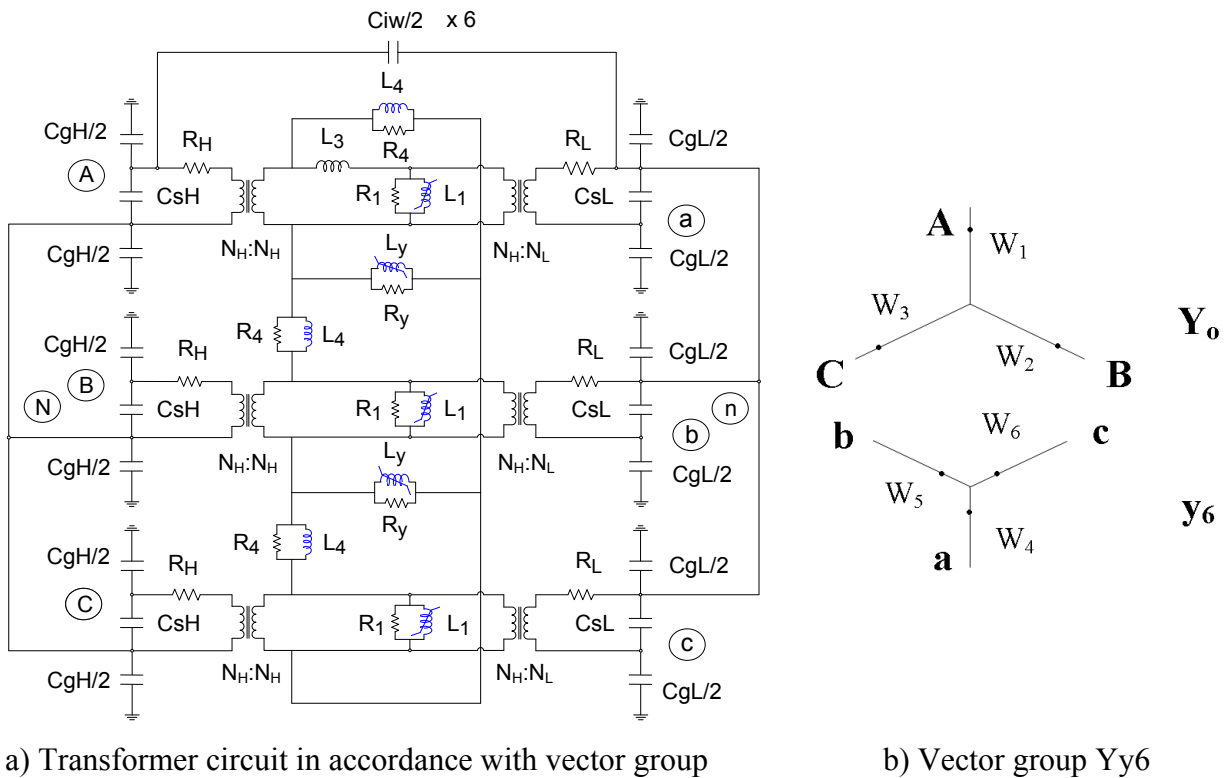 Ciw/2 x 6
L4
CgH/2
RH
L3
R4
RL
CgL/2
A
CsH
R1
L1
CsL
a
NH:NH
NH:NL
CgH/2
Ly
CgL/2
Ry
CgH/2
RH
R4
L4
RL
CgL/2
B
N
CsH
R1
L1
CsL
n
b
NH:NH
NH:NL
CgH/2
Ly
CgL/2
Ry
CgH/2
RH
R4
L4
RL
CgL/2
C
CsH
R1
L1
CsL
c
NH:NH
NH:NL
CgH/2
CgL/2
a) Transformer circuit in accordance with vector group
A
W1
W3
Yo
W2
C
B
b
W6
c
W5
y6
W4
a
b) Vector group Yy6